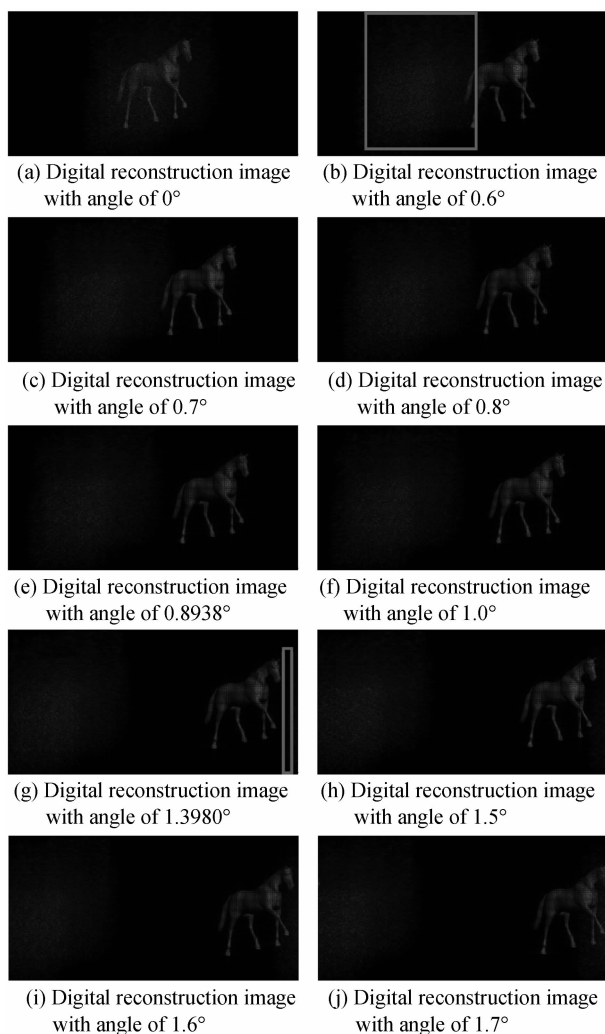 (a) Digital reconstruction image
with angle of 0°
(b) Digital reconstruction image
with angle of 0.6°
(c) Digital reconstruction image
with angle of 0.7°
(d) Digital reconstruction image
with angle of 0.8°
(e) Digital reconstruction image
with angle of 0.8938°
(f) Digital reconstruction image
with angle of 1.0°
(g) Digital reconstruction image
with angle of 1.3980°
(h) Digital reconstruction image
with angle of 1.5°
(i) Digital reconstruction image
with angle of 1.6°
(j) Digital reconstruction image
with angle of 1.7°